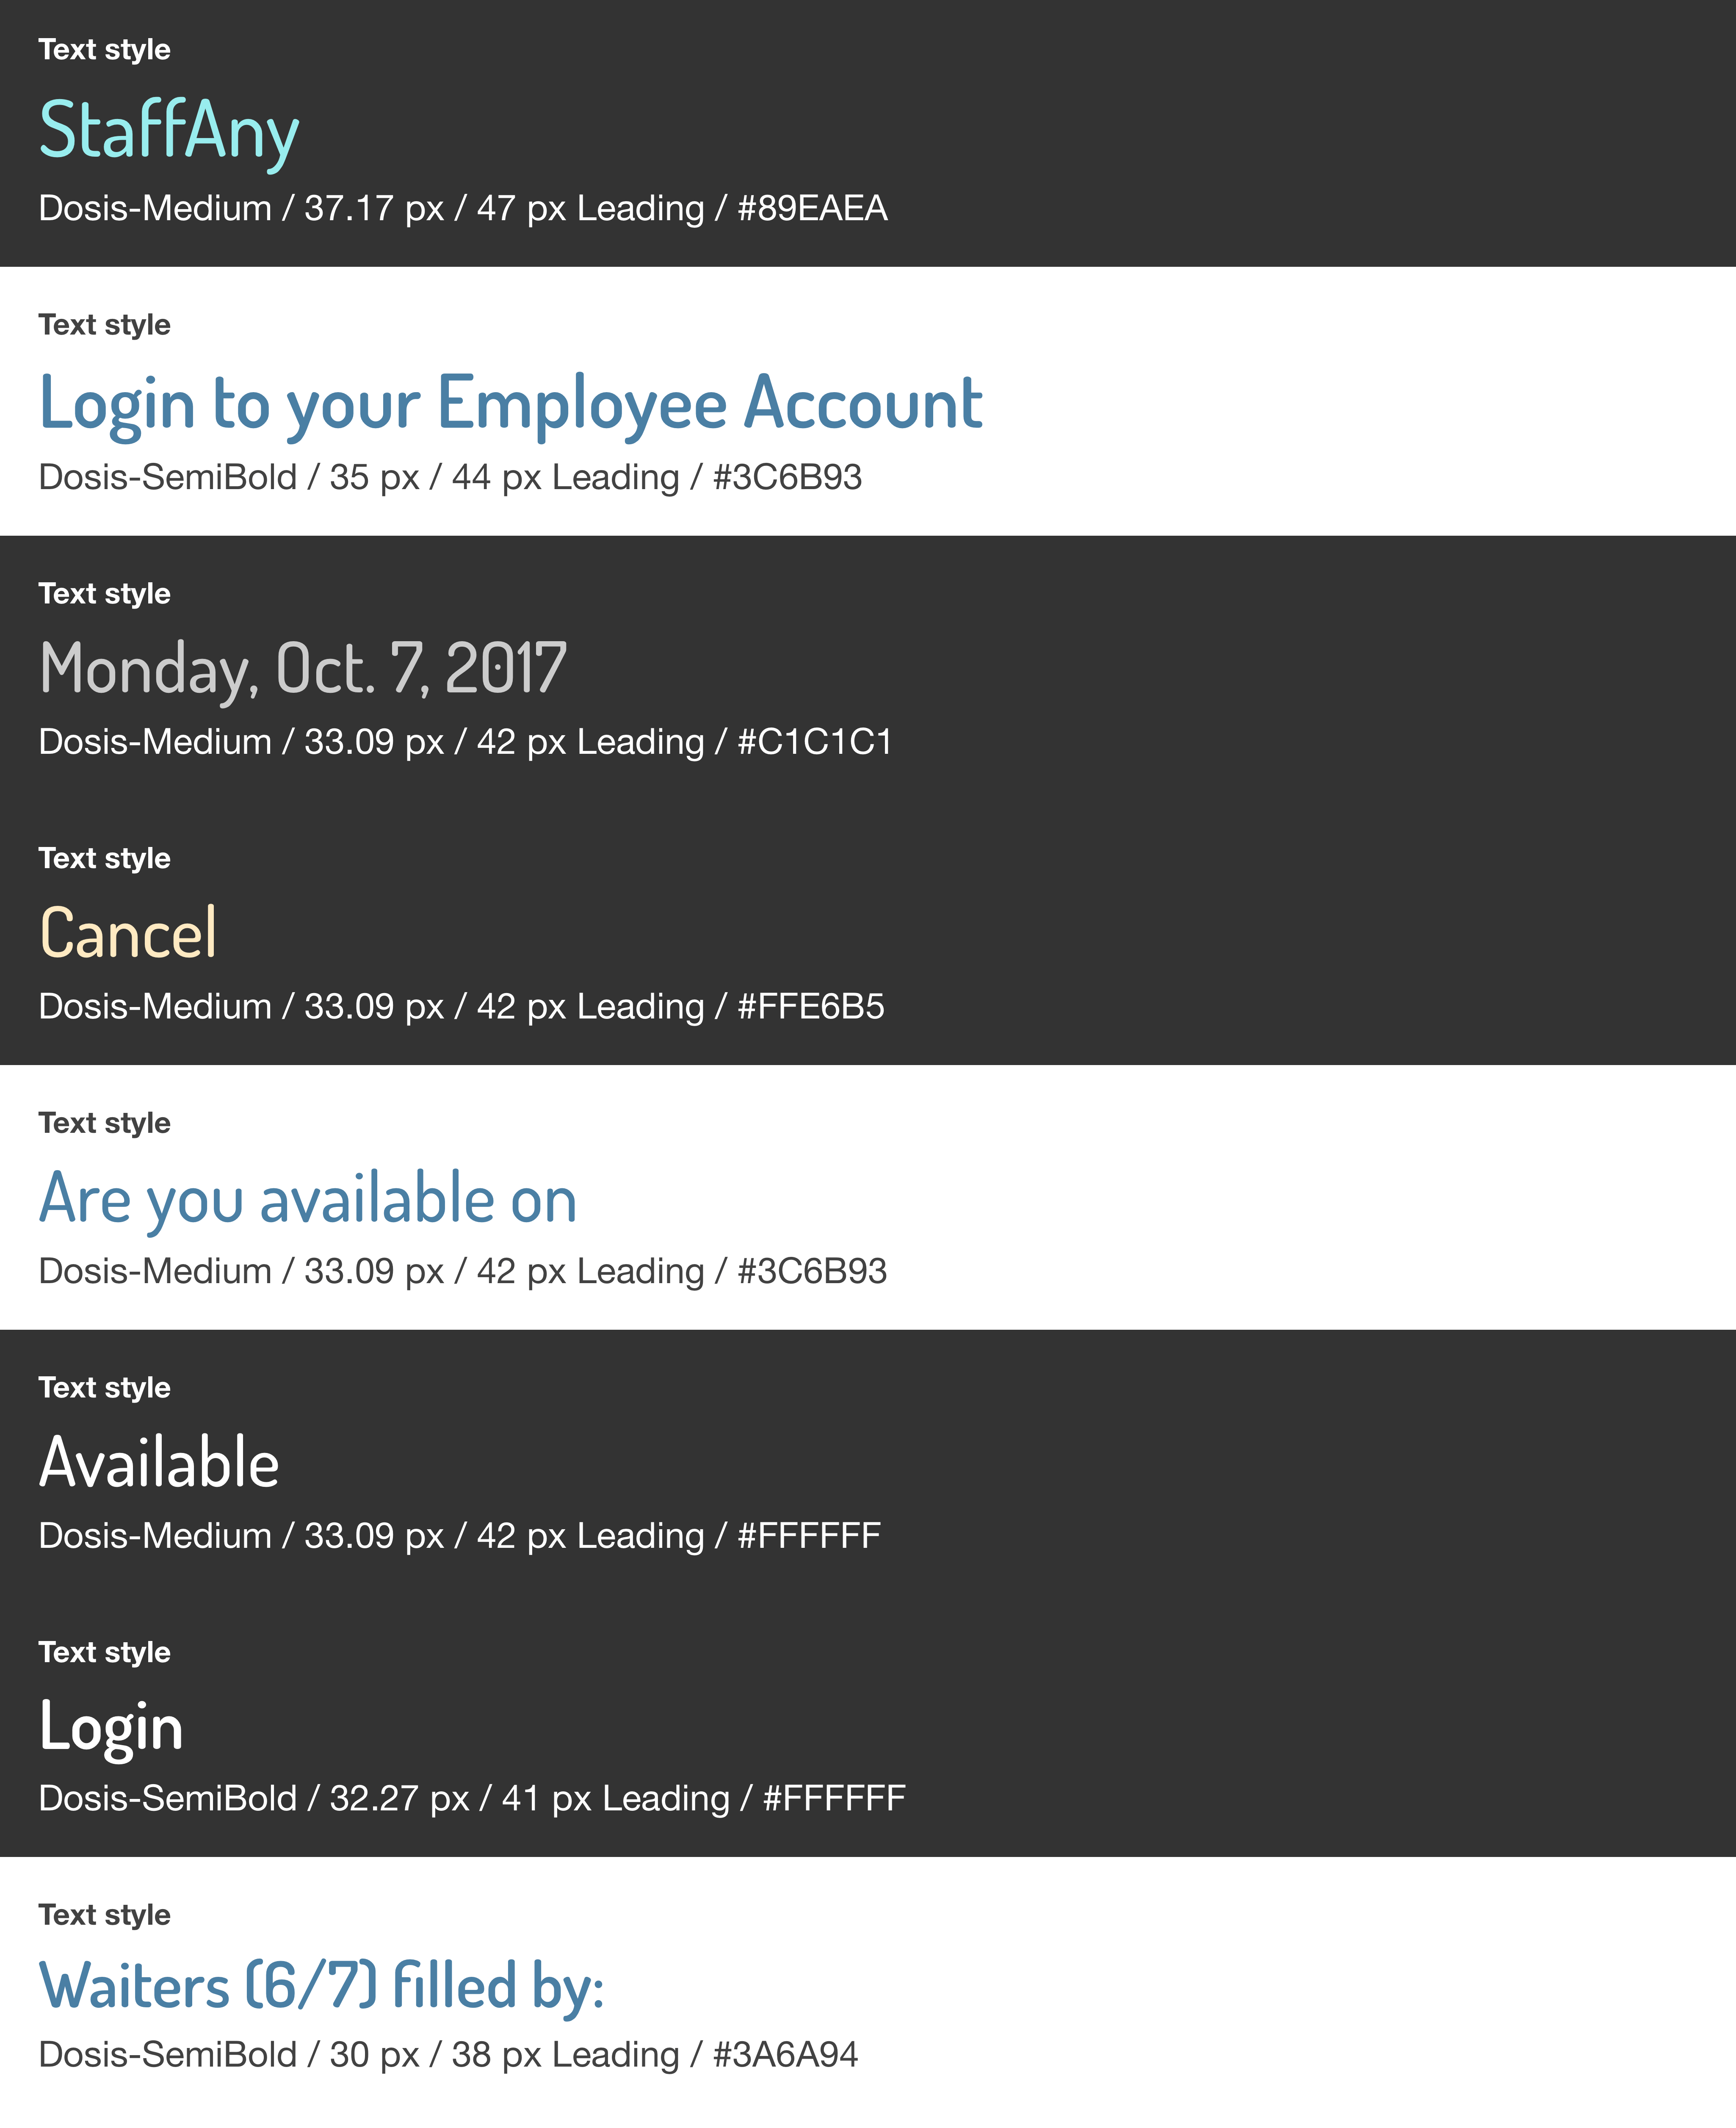 Text style
StaffAny
Dosis-Medium / 37.17 px / 47 px Leading / #89EAEA
Text style
Login to your Employee Account
Dosis-SemiBold / 35 px / 44 px Leading / #3C6B93
Text style
Monday, Oct. 7, 2017
Dosis-Medium / 33.09 px / 42 px Leading / #C1C1C1
Text style
Cancel
Dosis-Medium / 33.09 px / 42 px Leading / #FFE6B5
Text style
Are you available on
Dosis-Medium / 33.09 px / 42 px Leading / #3C6B93
Text style
Available
Dosis-Medium / 33.09 px / 42 px Leading / #FFFFFF
Text style
Login
Dosis-SemiBold / 32.27 px / 41 px Leading / #FFFFFF
Text style
Waiters (6/7) filled by:
Dosis-SemiBold / 30 px / 38 px Leading / #3A6A94